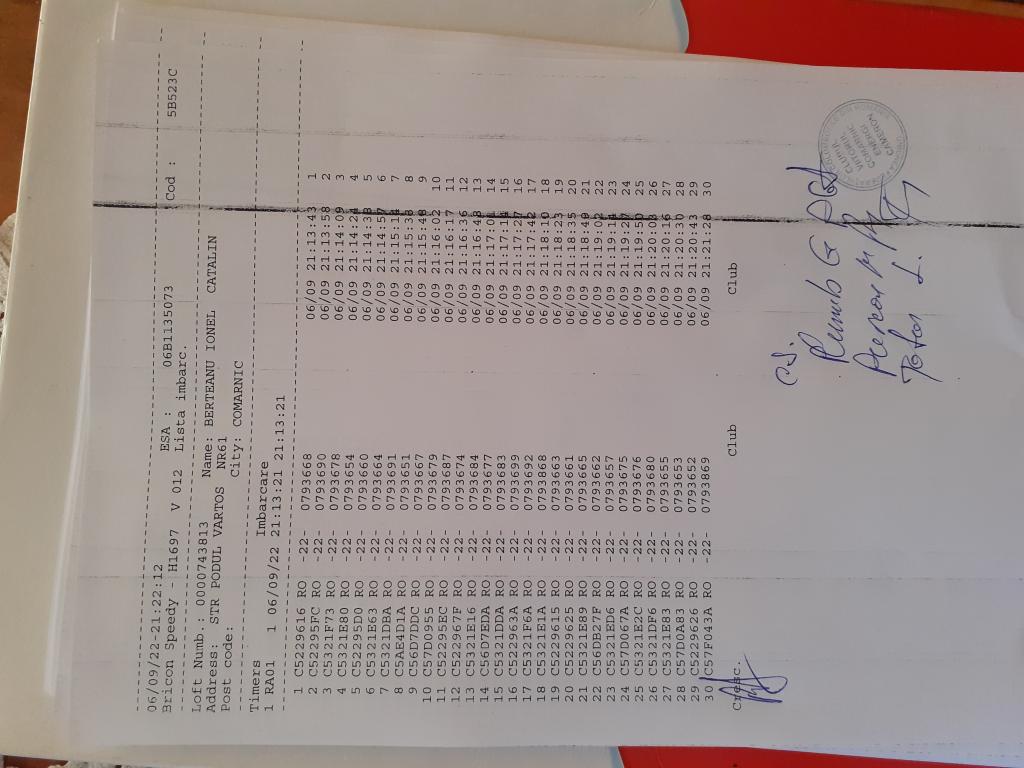 06/09/22-21:22:12
Bricon Speedy - H1697 V 012 ESA : 06B1135073 Cod : 5B523C
Lista imbarc.
Loft Numb.: 0000743813 Name: BERTEANU IONEL CATALIN
Address: STR PODUL VARTOS NR61
Post code: City: COMARNIC
Timers Imbarcare
1 RA01 1 06/09/22 21:13:21 21:13:21
1 C5229616 RO -22- 0793668 06/09 21:13:43 1
2 C52295FC RO -22- 0793690 06/09 21:13:58 2
3 C5321F73 RO -22- 0793678 06/09 21:14:09 3
4 C5321E80 RO -22- 0793654 06/09 21:14:24 4
5 C52295D0 RO -22- 0793660 06/09 21:14:38 5
6 C5321E63 RO -22- 0793664 06/09 21:14:57 6
7 C5321DBA RO -22- 0793691 06/09 21:15:14 7
8 C5AE4D1A RO -22- 0793651 06/09 21:15:38 8
9 C56D7DDC RO -22- 0793667 06/09 21:15:49 9
10 C57D0955 RO -22- 0793679 06/09 21:16:02 10
11 C52295EC RO -22- 0793687 06/09 21:16:17 11
12 C522967F RO -22- 0793674 06/09 21:16:36 12
13 C5321E16 RO -22- 0793684 06/09 21:16:48 13
14 C56D7EDA RO -22- 0793677 06/09 21:17:01 14
15 C5321DDA RO -22- 0793683 06/09 21:17:14 15
16 C522963A RO -22- 0793699 06/09 21:17:27 16
17 C5321F6A RO -22- 0793692 06/09 21:17:42 17
18 C5321E1A RO -22- 0793868 06/09 21:18:10 18
19 C5229615 RO -22- 0793663 06/09 21:18:23 19
20 C5229625 RO -22- 0793661 06/09 21:18:35 20
21 C5321E89 RO -22- 0793665 06/09 21:18:49 21
22 C56DB27F RO -22- 0793662 06/09 21:19:02 22
23 C5321ED6 RO -22- 0793657 06/09 21:19:14 23
24 C57D067A RO -22- 0793675 06/09 21:19:27 24
25 C5321E2C RO -22- 0793676 06/09 21:19:50 25
26 C5321DF6 RO -22- 0793680 06/09 21:20:03 26
27 C5321E83 RO -22- 0793655 06/09 21:20:16 27
28 C57D0A83 RO -22- 0793653 06/09 21:20:30 28
29 C5229626 RO -22- 0793652 06/09 21:20:43 29
30 C57F043A RO -22- 0793869 06/09 21:21:28 30
Cresc. Club Club
CLUBUL
VICTORIA
COMARNIC
ENERGI
CAMERON